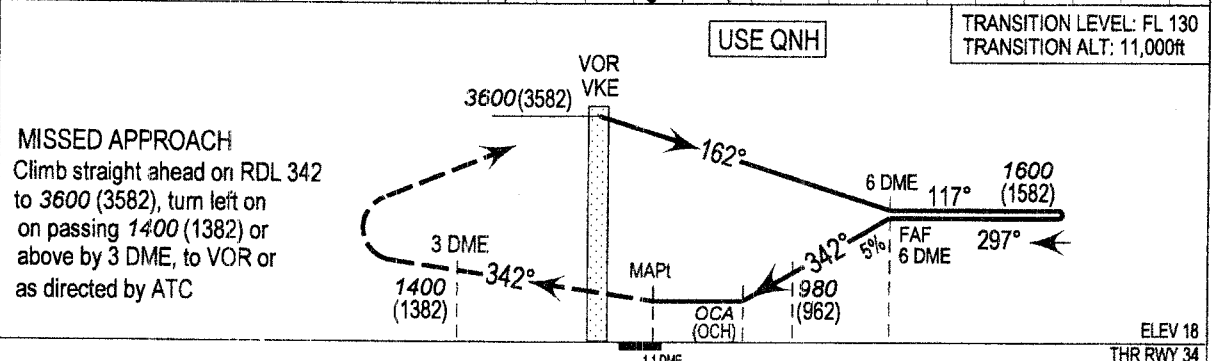 USE QNH
TRANSITION LEVEL: FL 130
TRANSITION ALT: 11,000ft
VOR
VKE
3600(3582)
MISSED APPROACH
Climb straight ahead on RDL 342
to 3600 (3582), turn left on
on passing 1400 (1382) or
above by 3 DME, to VOR or
as directed by ATC
162°
6 DME
117°
1600
(1582)
FAF
6 DME
297°
342°
5%
3 DME
342°
1400
(1382)
MAPt
OCA
(OCH)
980
(962)
ELEV 18
THR RWY 34
1.1 DME